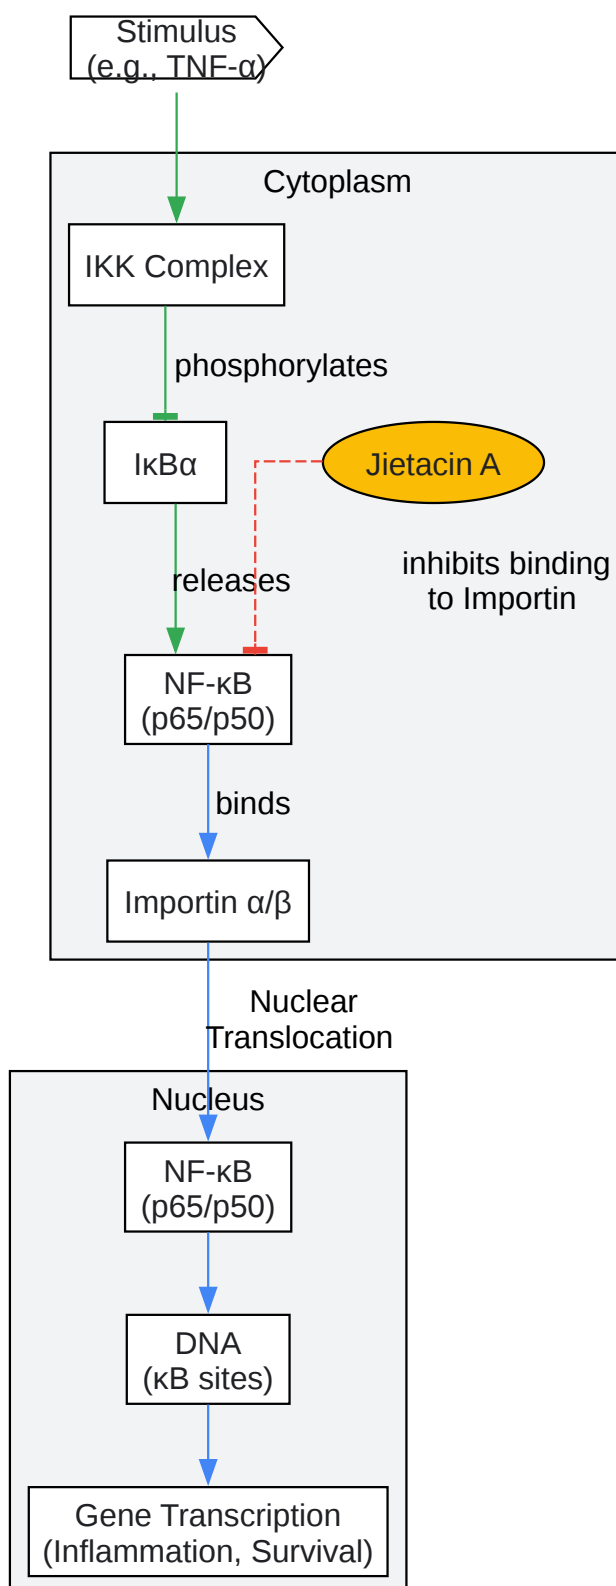 Stimulus
(e.g., TNF-α)
Cytoplasm
IKK Complex
phosphorylates
IκBα
Jietacin A
releases
inhibits binding
to Importin
NF-κB
(p65/p50)
binds
Importin α/β
Nuclear
Translocation
Nucleus
NF-κB
(p65/p50)
DNA
(κB sites)
Gene Transcription
(Inflammation, Survival)